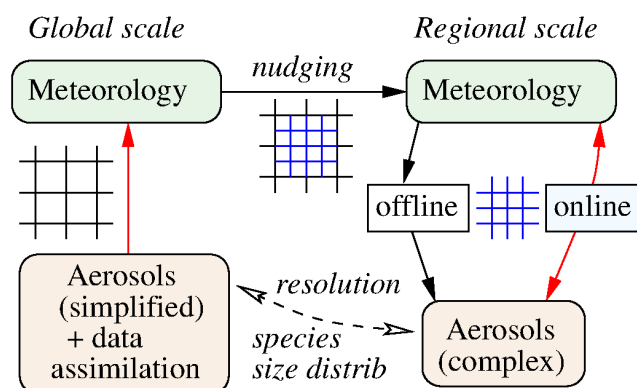 Global scale
Regional scale
Meteorology
nudging
Meteorology
offline
online
Aerosols
(simplified)
+ data
assimilation
resolution
species
size distrib
Aerosols
(complex)